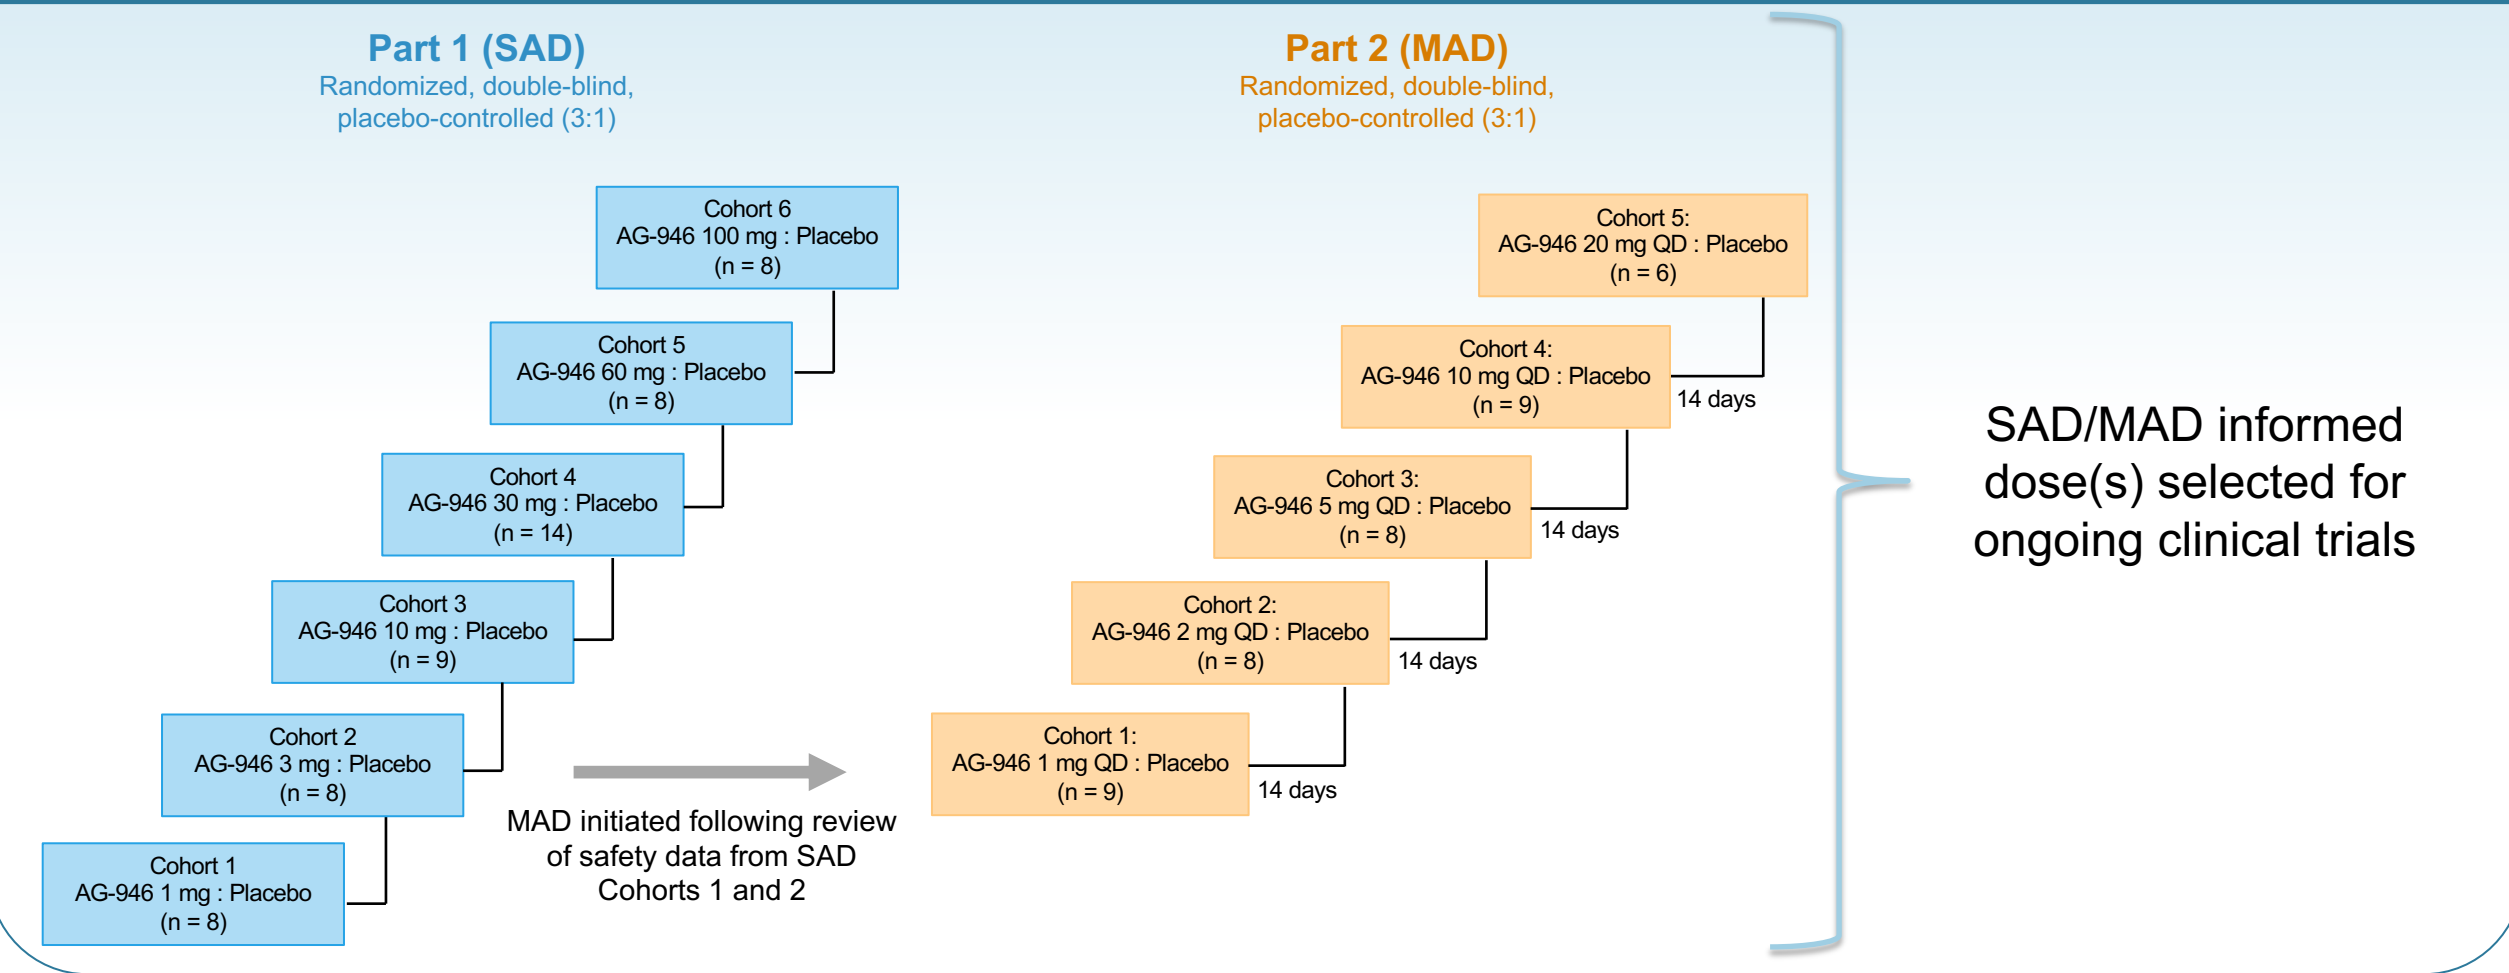 Part 1 (SAD)
Randomized, double-blind,
placebo-controlled (3:1)
Cohort 6
AG-946 100 mg : Placebo
(n = 8)
Cohort 5
AG-946 60 mg : Placebo
(n = 8)
Cohort 4
AG-946 30 mg : Placebo
(n = 14)
Cohort 3
AG-946 10 mg : Placebo
(n = 9)
Cohort 2
AG-946 3 mg : Placebo
(n = 8)
Cohort 1
AG-946 1 mg : Placebo
(n = 8)
MAD initiated following review
of safety data from SAD
Cohorts 1 and 2
Part 2 (MAD)
Randomized, double-blind,
placebo-controlled (3:1)
Cohort 5:
AG-946 20 mg QD : Placebo
(n = 6)
Cohort 4:
AG-946 10 mg QD : Placebo
(n = 9)
14 days
Cohort 3:
AG-946 5 mg QD : Placebo
(n = 8)
14 days
Cohort 2:
AG-946 2 mg QD : Placebo
(n = 8)
14 days
Cohort 1:
AG-946 1 mg QD : Placebo
(n = 9)
14 days
SAD/MAD informed
dose(s) selected for
ongoing clinical trials